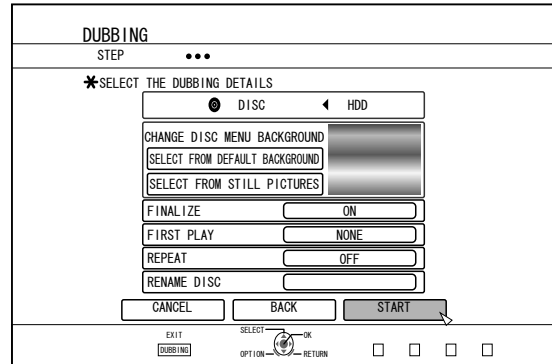 DUBBING
STEP
SELECT THE DUBBING DETAILS
DISC HDD
CHANGE DISC MENU BACKGROUND
SELECT FROM DEFAULT BACKGROUND
SELECT FROM STILL PICTURES
FINALIZE ON
FIRST PLAY NONE
REPEAT OFF
RENAME DISC
CANCEL BACK START
EXIT
DUBBING
SELECT OK
OPTION RETURN